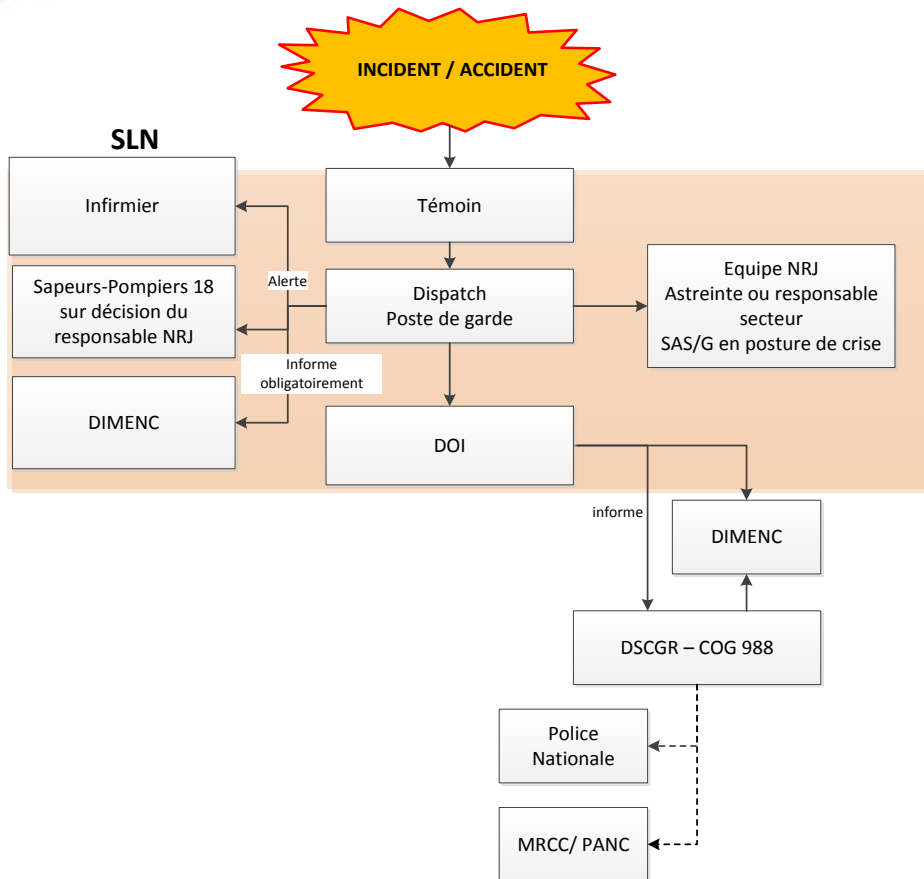 INCIDENT / ACCIDENT
SLN
Infirmier
Témoin
Alerte
Sapeurs-Pompiers 18
sur décision du
responsable NRJ
Dispatch
Poste de garde
Equipe NRJ
Astreinte ou responsable
secteur
SAS/G en posture de crise
Informe
obligatoirement
DIMENC
DOI
informe
DIMENC
DSCGR – COG 988
Police
Nationale
MRCC/ PANC